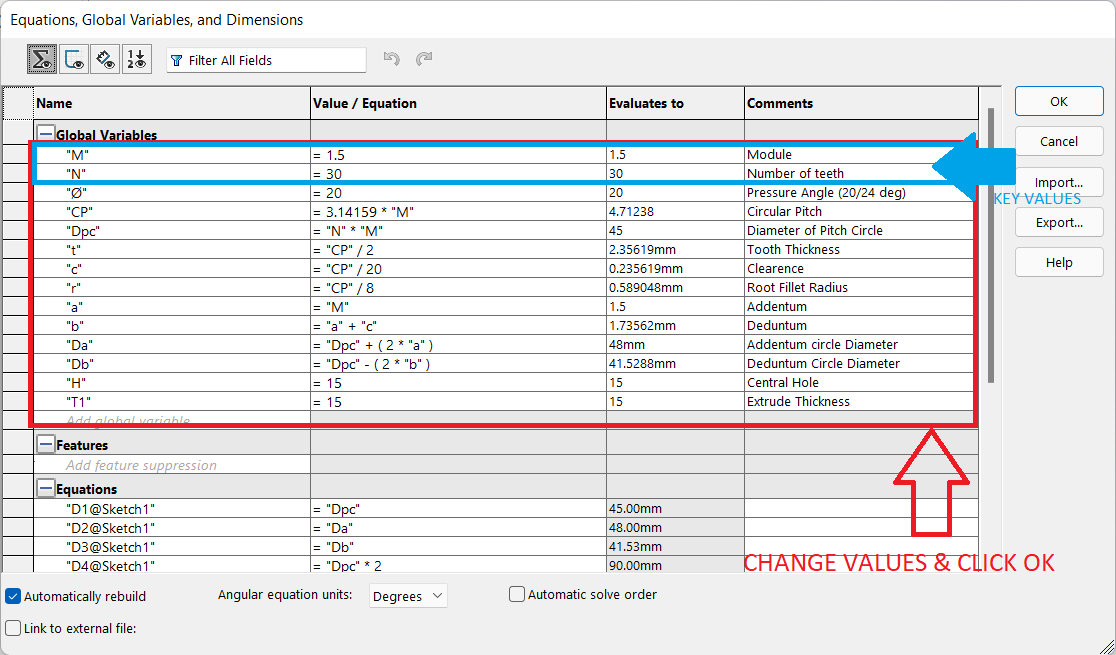 Equations, Global Variables, and Dimensions
Filter All Fields
Name Value / Equation Evaluates to Comments
Global Variables
"M" = 1.5 1.5 Module
"N" = 30 30 Number of teeth
"Ø" = 20 20 Pressure Angle (20/24 deg)
"CP" = 3.14159 * "M" 4.71238 Circular Pitch
"Dpc" = "N" * "M" 45 Diameter of Pitch Circle
"t" = "CP" / 2 2.35619mm Tooth Thickness
"c" = "CP" / 20 0.235619mm Clearence
"r" = "CP" / 8 0.589048mm Root Fillet Radius
"a" = "M" 1.5 Addentum
"b" = "a" + "c" 1.73562mm Deduntum
"Da" = "Dpc" + ( 2 * "a" ) 48mm Addentum circle Diameter
"Db" = "Dpc" - ( 2 * "b" ) 41.5288mm Deduntum Circle Diameter
"H" = 15 15 Central Hole
"T1" = 15 15 Extrude Thickness
Add global variable
Features
Add feature suppression
Equations
"D1@Sketch1" = "Dpc" 45.00mm
"D2@Sketch1" = "Da" 48.00mm
"D3@Sketch1" = "Db" 41.53mm
"D4@Sketch1" = "Dpc" * 2 90.00mm
OK
Cancel
Import...
KEY VALUES
Export...
Help
CHANGE VALUES & CLICK OK
Automatically rebuild Angular equation units: Degrees Automatic solve order
Link to external file: